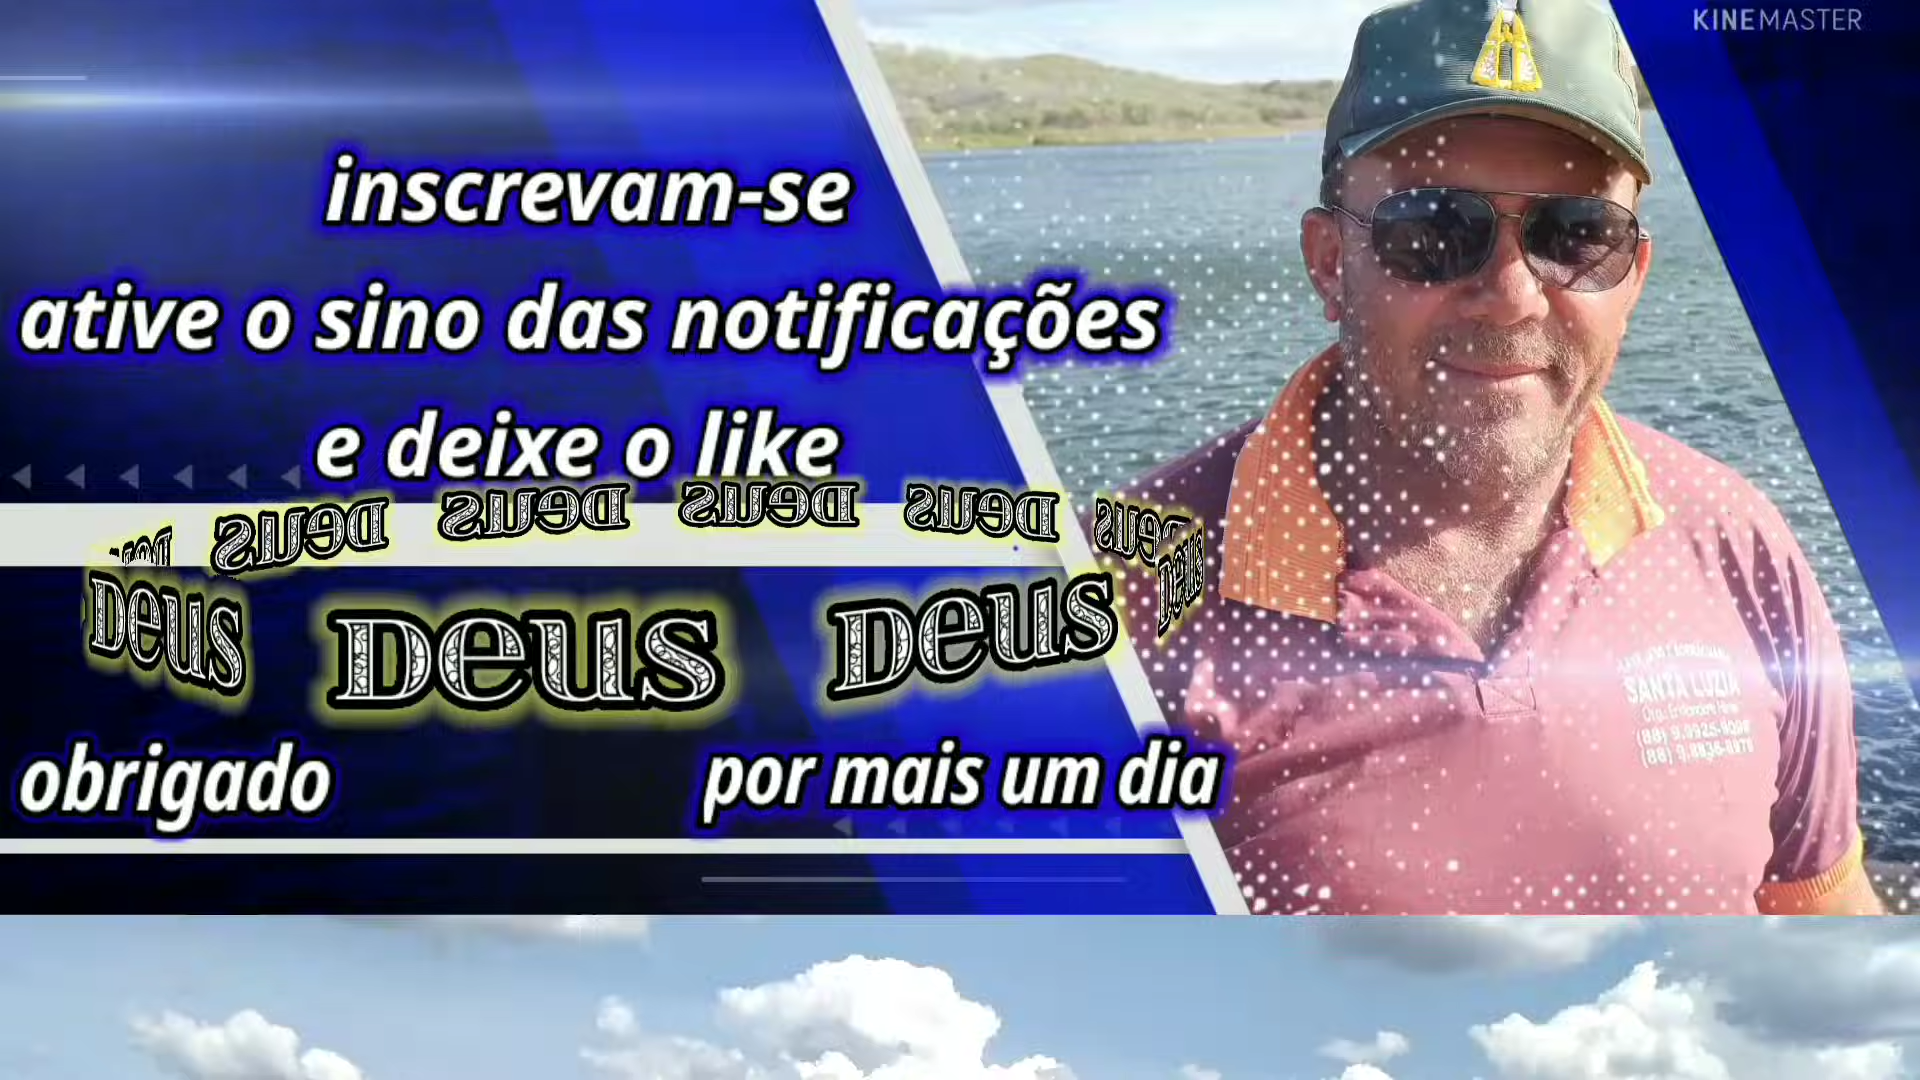 KINEMASTER
inscrevam-se
ative o sino das notificações
e deixe o like
Deus Deus Deus Deus Deus
Deus Deus Deus
obrigado por mais um dia
SANTA LUZIA